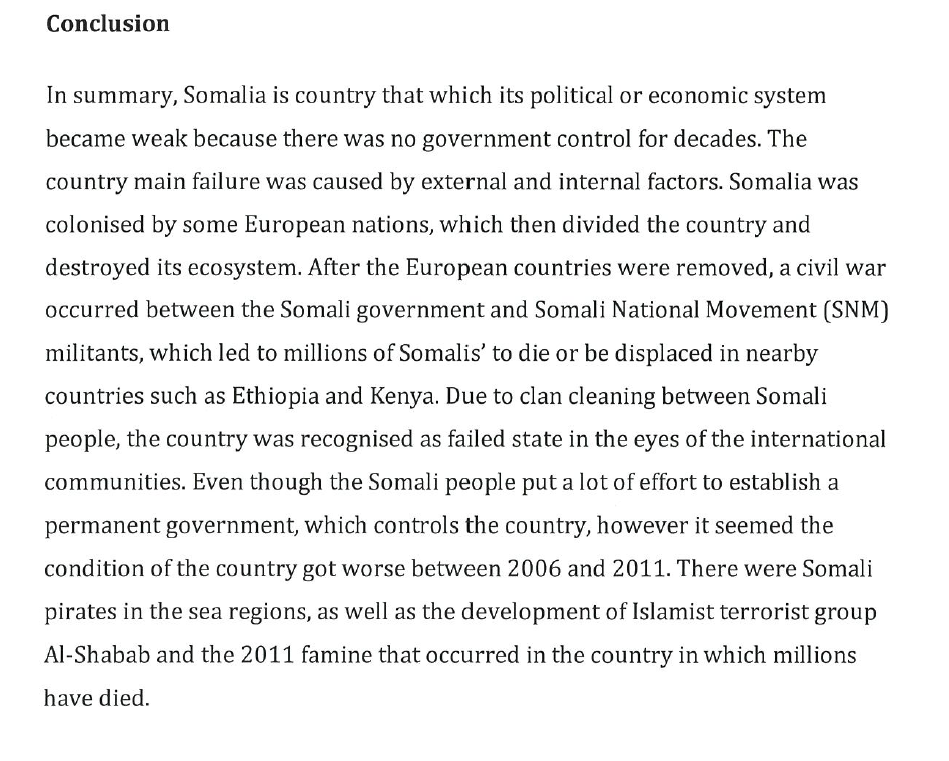 Conclusion
In summary, Somalia is country that which its political or economic system
became weak because there was no government control for decades. The
country main failure was caused by external and internal factors. Somalia was
colonised by some European nations, which then divided the country and
destroyed its ecosystem. After the European countries were removed, a civil war
occurred between the Somali government and Somali National Movement (SNM)
militants, which led to millions of Somalis’ to die or be displaced in nearby
countries such as Ethiopia and Kenya. Due to clan cleaning between Somali
people, the country was recognised as failed state in the eyes of the international
communities. Even though the Somali people put a lot of effort to establish a
permanent government, which controls the country, however it seemed the
condition of the country got worse between 2006 and 2011. There were Somali
pirates in the sea regions, as well as the development of Islamist terrorist group
Al-Shabab and the 2011 famine that occurred in the country in which millions
have died.